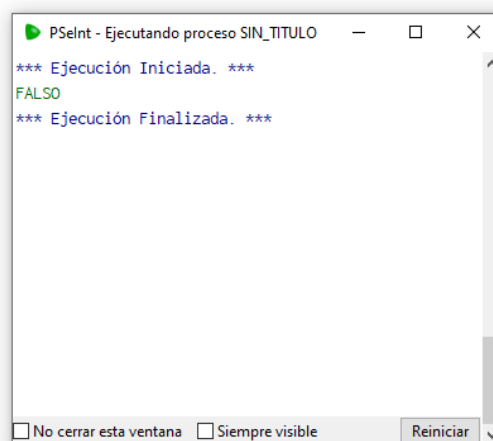 PSeInt - Ejecutando proceso SIN_TITULO
*** Ejecución Iniciada. ***
FALSO
*** Ejecución Finalizada. ***
No cerrar esta ventana Siempre visible Reiniciar